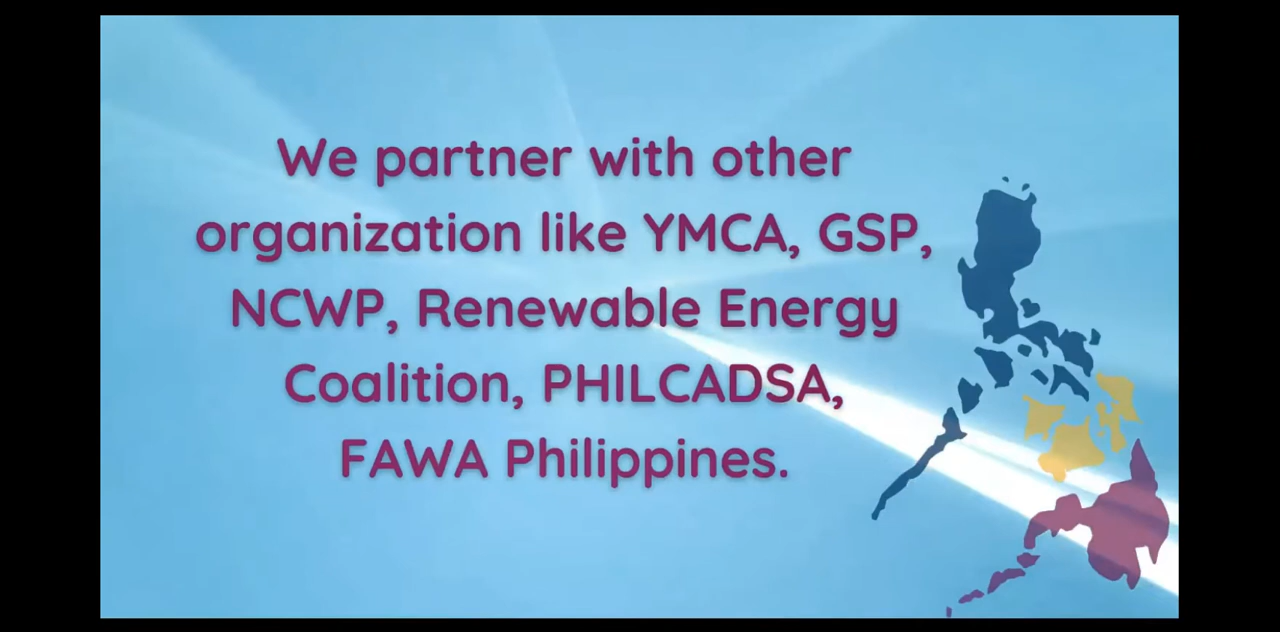 We partner with other
organization like YMCA, GSP,
NCWP, Renewable Energy
Coalition, PHILCADSA,
FAWA Philippines.